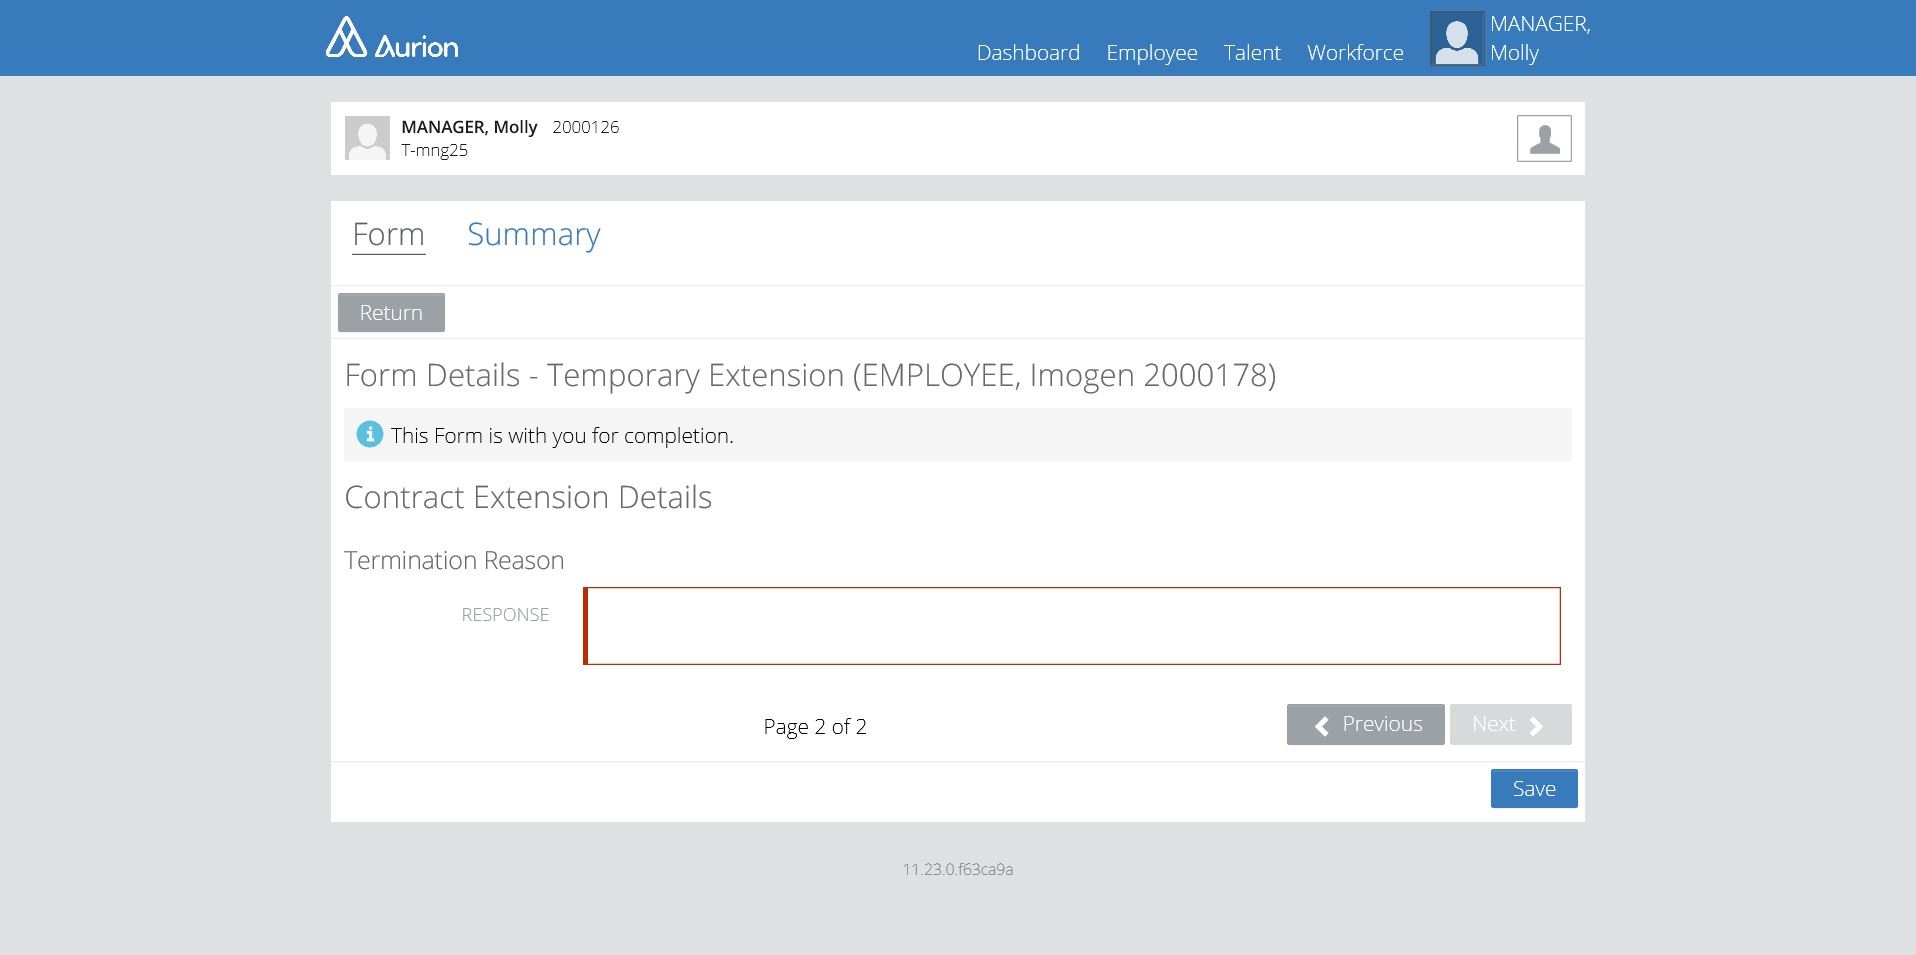 Aurion
Dashboard Employee Talent Workforce
MANAGER,
Molly
MANAGER, Molly 2000126
T-mng25
Form Summary
Return
Form Details - Temporary Extension (EMPLOYEE, Imogen 2000178)
This Form is with you for completion.
Contract Extension Details
Termination Reason
RESPONSE
Page 2 of 2
Previous Next
Save
11.23.0.f63ca9a